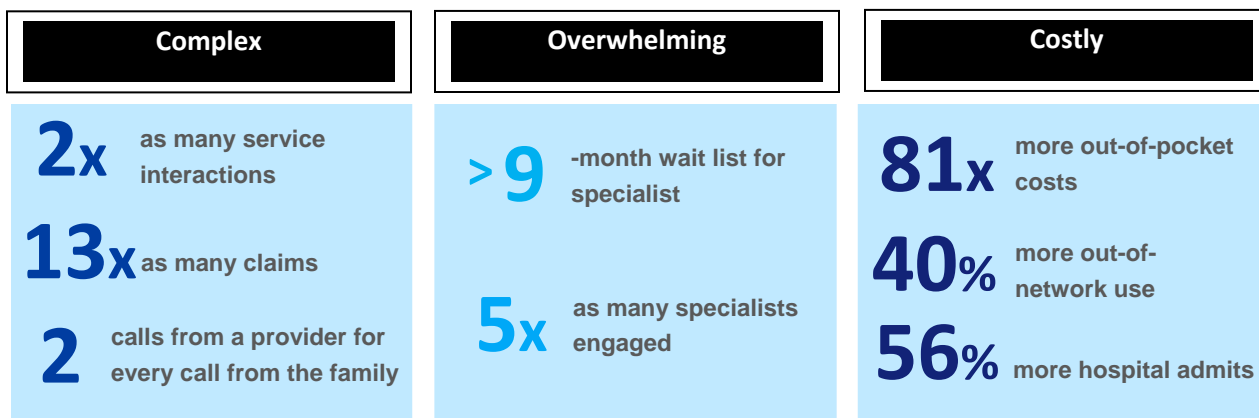 Complex
2x as many service
interactions
13x as many claims
2 calls from a provider for
every call from the family
Overwhelming
> 9 -month wait list for
specialist
5x as many specialists
engaged
Costly
81x more out-of-pocket
costs
40% more out-of-
network use
56% more hospital admits